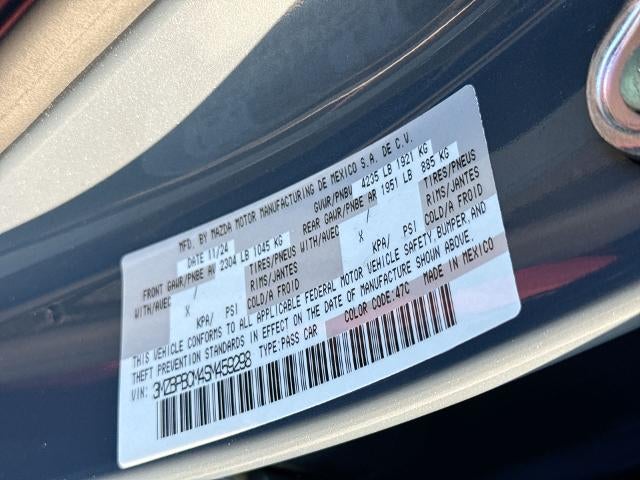 MFD. BY MAZDA MOTOR MANUFACTURING DE MEXICO S.A. DE C.V.
DATE 11/24 GVWR/PNBV 4235 LB 1921 KG
FRONT GAWR/PNBE AV 2304 LB 1045 KG REAR GAWR/PNBE AR 1951 LB 885 KG
WITH/AVEC / TIRES/PNEUS WITH/AVEC / TIRES/PNEUS
X RIMS/JANTES X RIMS/JANTES
KPA/ PSI COLD/A FROID KPA/ PSI COLD/A FROID
THIS VEHICLE CONFORMS TO ALL APPLICABLE FEDERAL MOTOR VEHICLE SAFETY, BUMPER, AND
THEFT PREVENTION STANDARDS IN EFFECT ON THE DATE OF MANUFACTURE SHOWN ABOVE.
VIN: 3MZBPBCM4SM459298 TYPE:PASS CAR COLOR CODE:47C MADE IN MEXICO